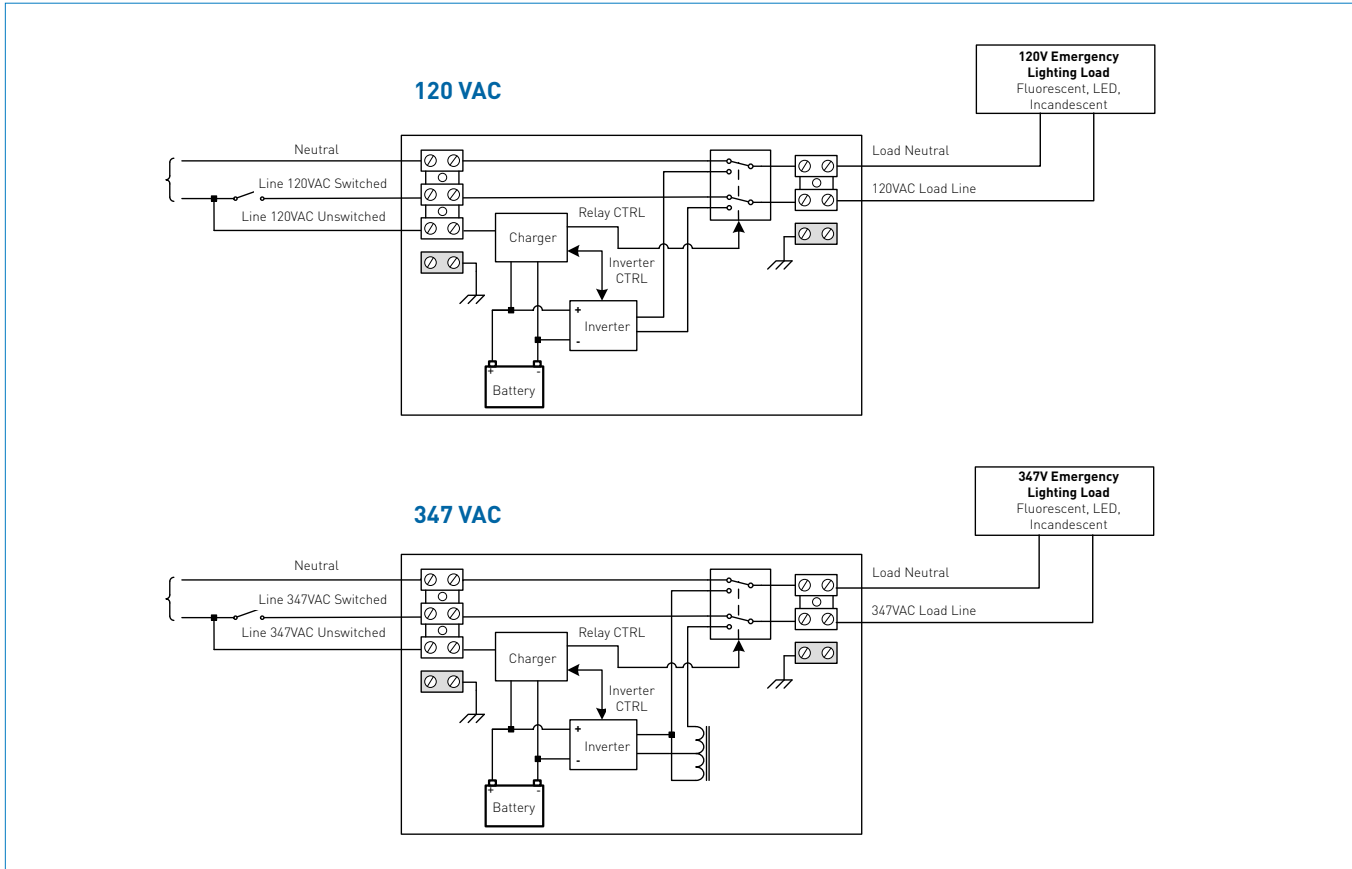 120 VAC
120V Emergency
Lighting Load
Fluorescent, LED,
Incandescent
Neutral
Line 120VAC Switched
Line 120VAC Unswitched
Load Neutral
120VAC Load Line
Relay CTRL
Charger
Inverter
CTRL
+
Inverter
-
+ -
Battery
347 VAC
347V Emergency
Lighting Load
Fluorescent, LED,
Incandescent
Neutral
Line 347VAC Switched
Line 347VAC Unswitched
Load Neutral
347VAC Load Line
Relay CTRL
Charger
Inverter
CTRL
+
Inverter
-
+ -
Battery